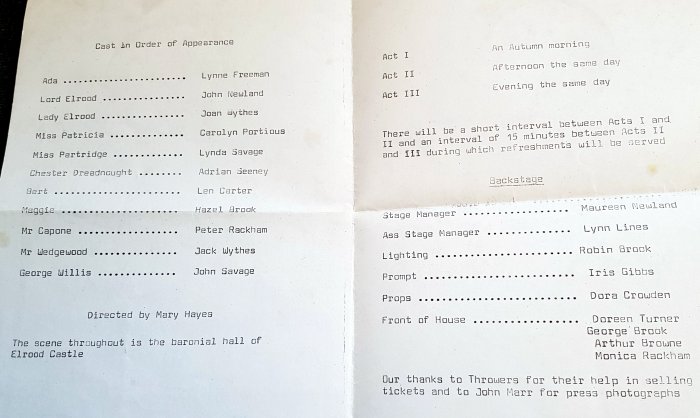 Cast in Order of Appearance
Ada ....................... Lynne Freeman
Lord Elrood ............... John Newland
Lady Elrood ............... Joan Wythes
Miss Patricia ............. Carolyn Portious
Miss Partridge ............. Lynda Savage
Chester Dreadnought ........ Adrian Seeney
Bert ....................... Len Carter
Maggie ..................... Hazel Brook
Mr Capone .................. Peter Rackham
Mr Wedgewood ............... Jack Wythes
George Willis .............. John Savage
Directed by Mary Hayes
The scene throughout is the baronial hall of
Elrood Castle
Act I An Autumn morning
Act II Afternoon the same day
Act III Evening the same day
There will be a short interval between Acts I and
II and an interval of 15 minutes between Acts II
and III during which refreshments will be served
Backstage
Stage Manager .................. Maureen Newland
Ass Stage Manager .............. Lynn Lines
Lighting ....................... Robin Brook
Prompt ......................... Iris Gibbs
Props .......................... Dora Crowden
Front of House ................. Doreen Turner
George Brook
Arthur Browne
Monica Rackham
Our thanks to Throwers for their help in selling
tickets and to John Marr for press photographs